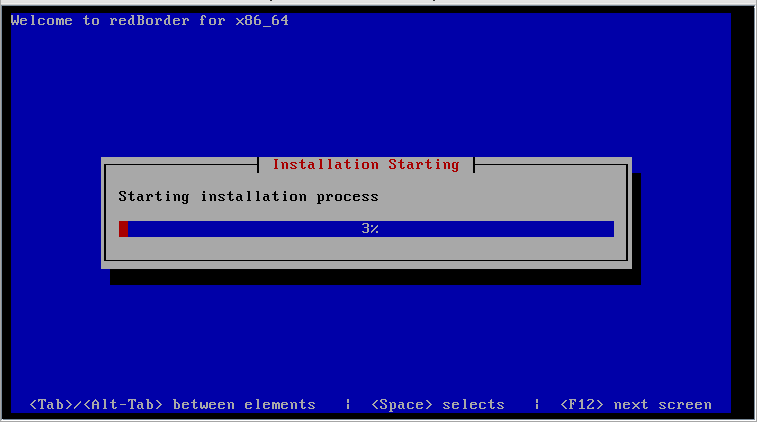 Welcome to redBorder for x86_64
Installation Starting
Starting installation process
3%
<Tab>/<Alt-Tab> between elements | <Space> selects | <F12> next screen